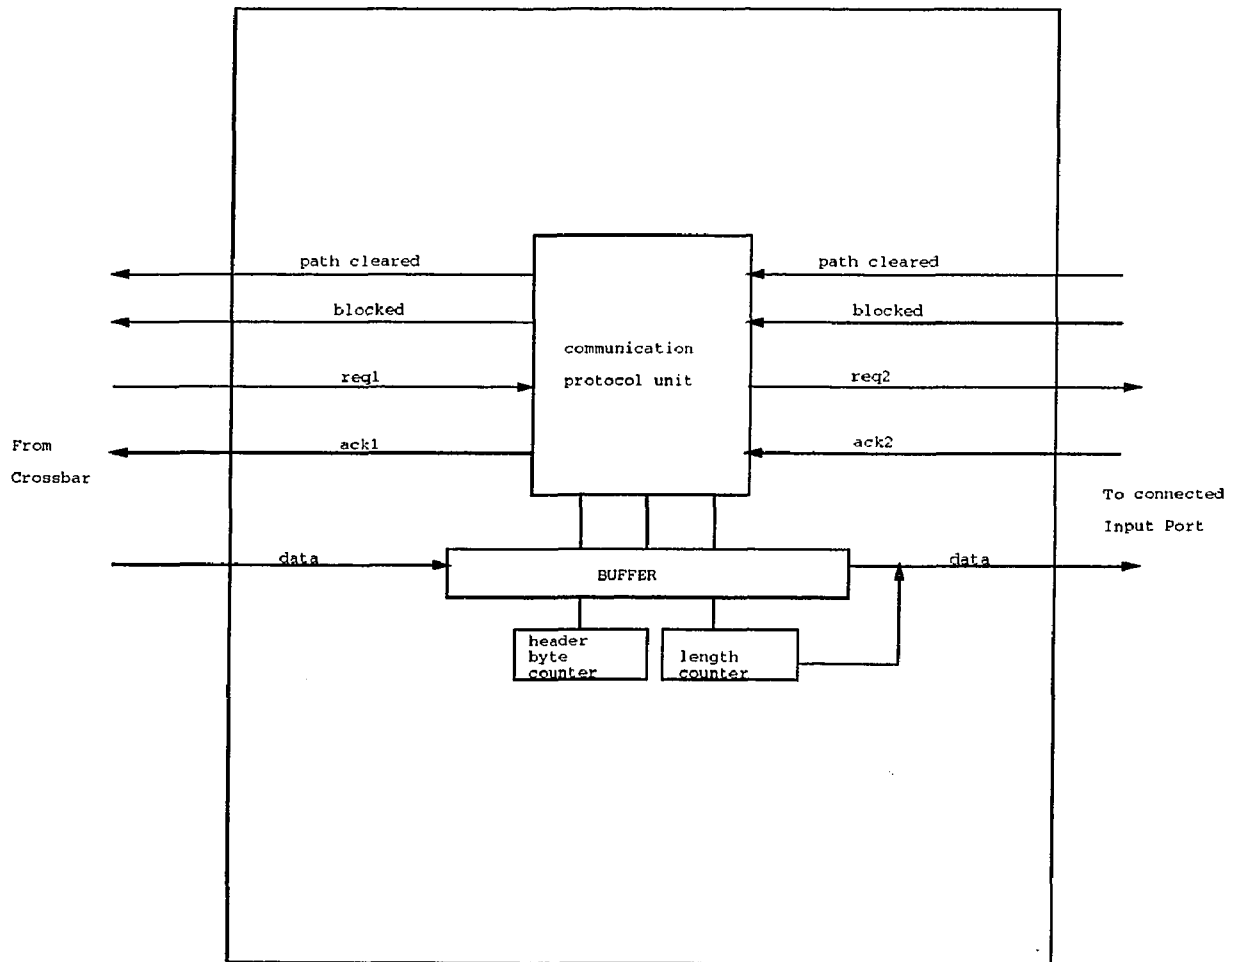 path cleared
path cleared
blocked
blocked
communication
protocol unit
req1
req2
From
Crossbar
ack1
ack2
To connected
Input Port
data
data
BUFFER
header
byte
counter
length
counter